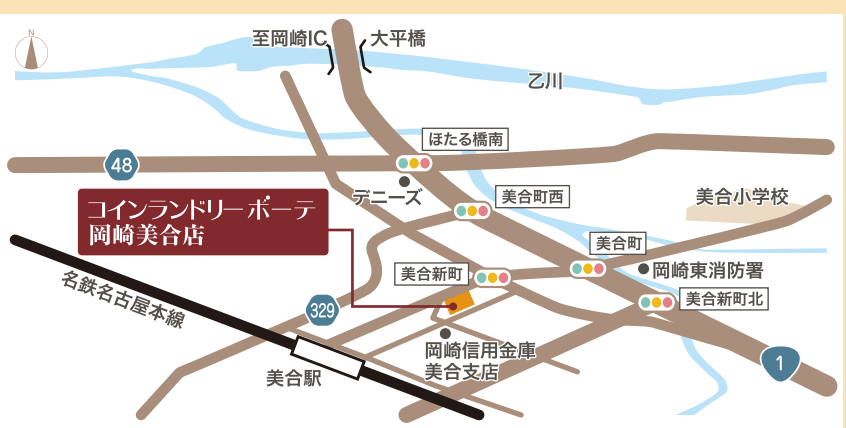 N
至岡崎IC
大平橋
乙川
ほたる橋南
48
デニーズ
美合町西
美合小学校
コインランドリーポーテ
岡崎美合店
美合町
岡崎東消防署
美合新町
美合新町北
名鉄名古屋本線
329
岡崎信用金庫
美合支店
美合駅
1